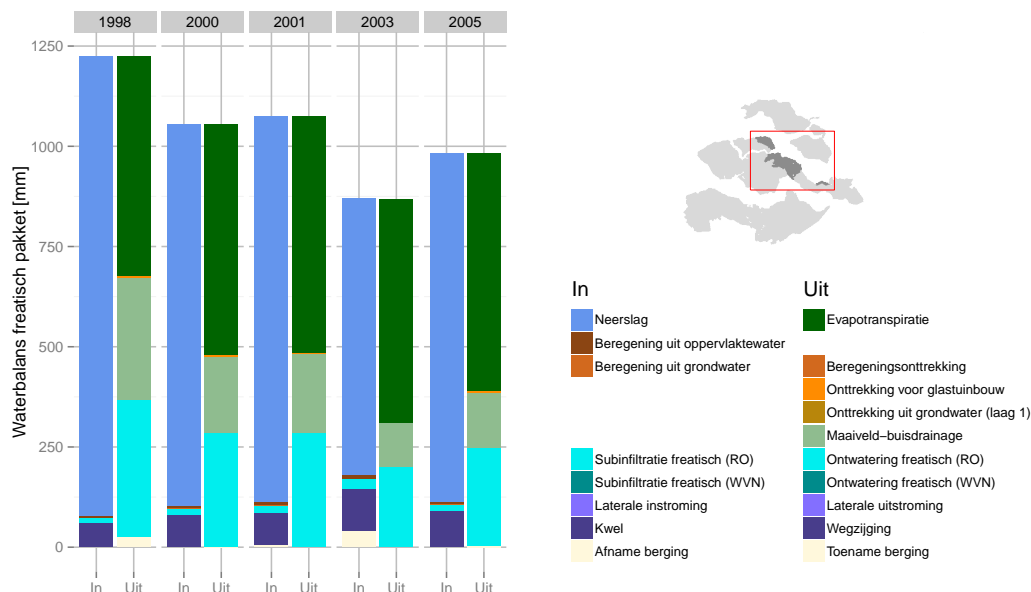 1998 2000 2001 2003 2005
Waterbalans freatisch pakket [mm]
1250
1000
750
500
250
0
In Uit In Uit In Uit In Uit In Uit
In
Neerslag
Beregening uit oppervlaktewater
Beregening uit grondwater
Subinfiltratie freatisch (RO)
Subinfiltratie freatisch (WVN)
Laterale instroming
Kwel
Afname berging
Uit
Evapotranspiratie
Beregeningsonttrekking
Onttrekking voor glastuinbouw
Onttrekking uit grondwater (laag 1)
Maaiveld−buisdrainage
Ontwatering freatisch (RO)
Ontwatering freatisch (WVN)
Laterale uitstroming
Wegzijging
Toename berging